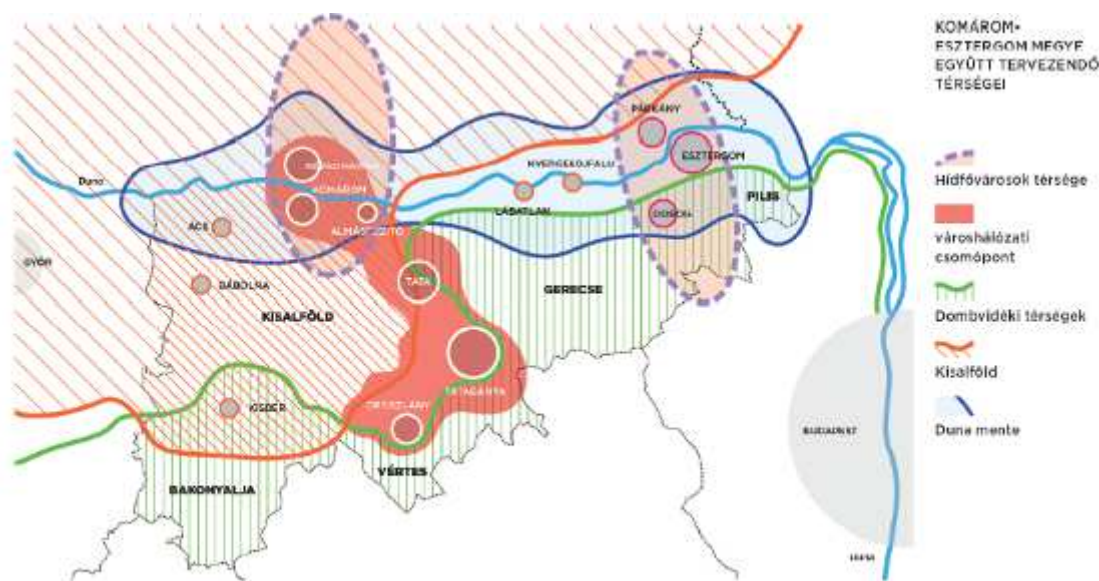 KOMÁROM-
ESZTERGOM MEGYE
EGYÜTT TERVEZENDŐ
TÉRSÉGEI
Hídfővárosok térsége
városhálózati
csomópont
Dombvidéki térségek
Kisalföld
Duna mente
PÁRKÁNY
ESZTERGOM
NYERGESÚJFALU
Duna
KOMÁROM
LÁBATLAN
PILIS
ÁCS
ALMÁSFÜZITŐ
GYŐR
BÁBOLNA
TATA
GERECSE
KISALFÖLD
TATABÁNYA
KISBÉR
OROSZLÁNY
BUDAPEST
VÉRTES
BAKONYALJA